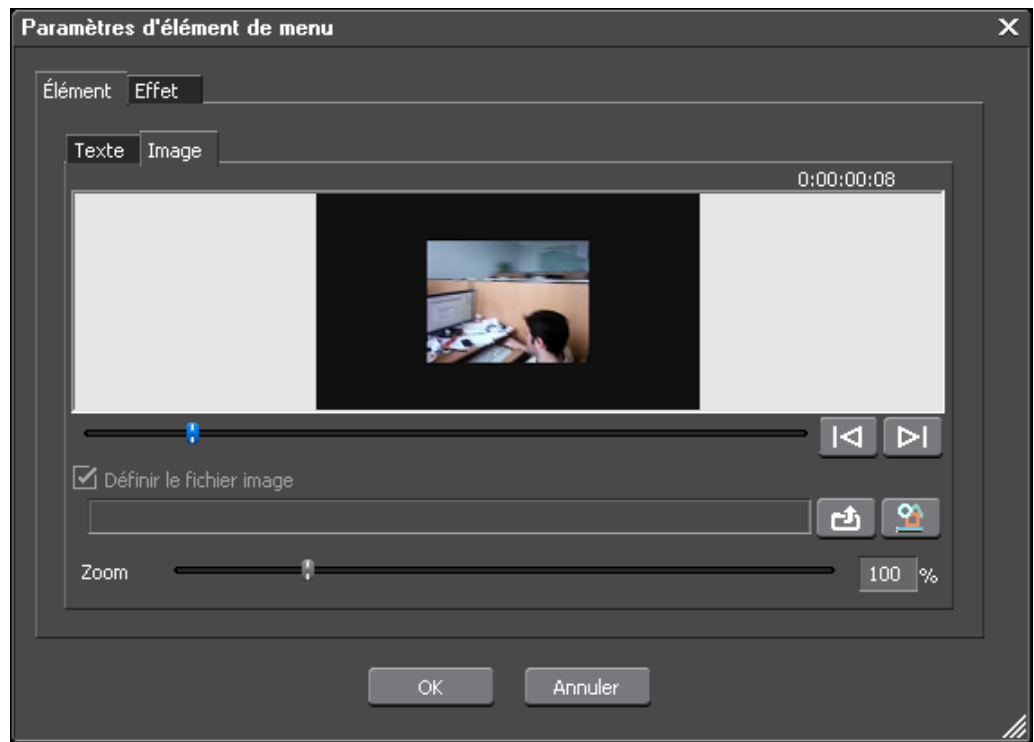 Paramètres d'élément de menu
Élément Effet
Texte Image
0:00:00:08
Définir le fichier image
Zoom 100 %
OK Annuler